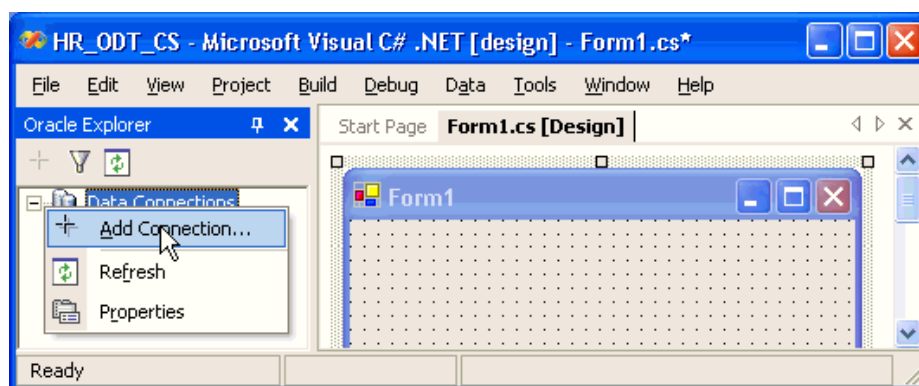 HR_ODT_CS - Microsoft Visual C# .NET [design] - Form1.cs*
File Edit View Project Build Debug Data Tools Window Help
Oracle Explorer
Start Page Form1.cs [Design]
Data Connections
Form1
Add Connection...
Refresh
Properties
Ready